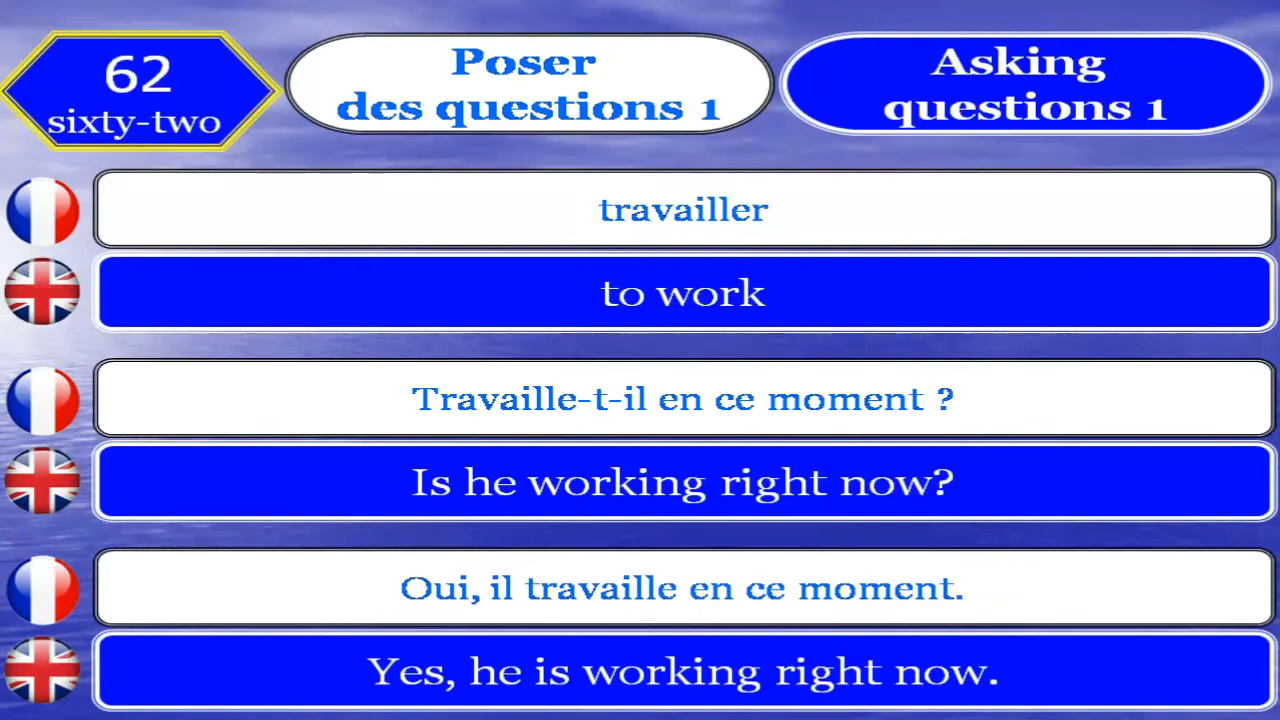 62
sixty-two
Poser
des questions 1
Asking
questions 1
travailler
to work
Travaille-t-il en ce moment ?
Is he working right now?
Oui, il travaille en ce moment.
Yes, he is working right now.